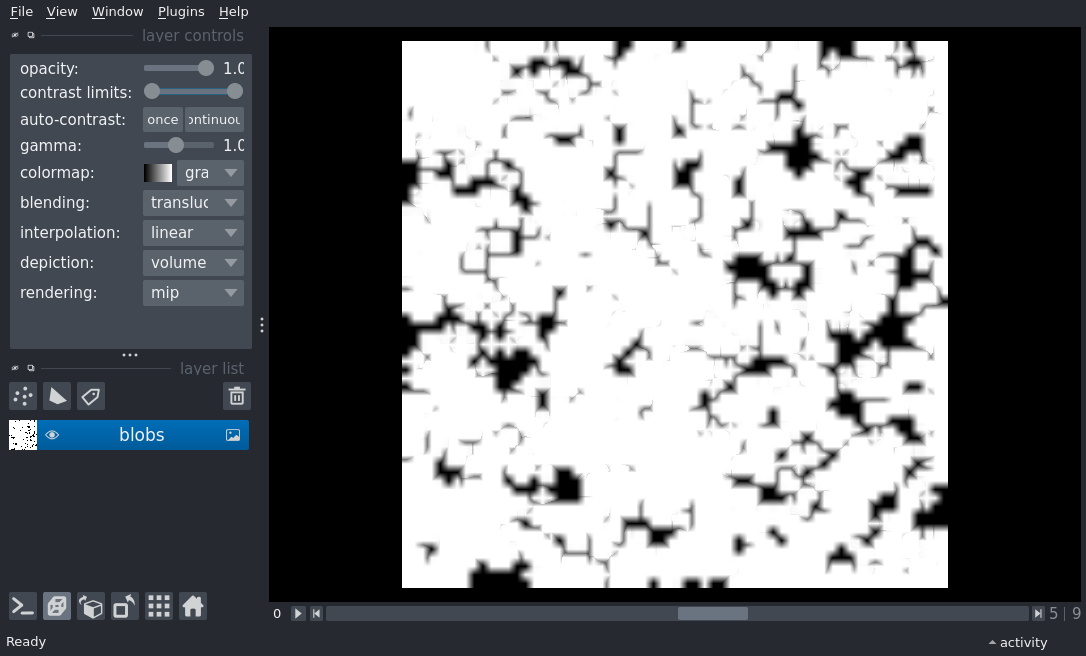 File View Window Plugins Help
layer controls
opacity: 1.0
contrast limits:
auto-contrast: once ontinuou
gamma: 1.0
colormap: gra
blending: transluc
interpolation: linear
depiction: volume
rendering: mip
layer list
blobs
0 5 | 9
Ready activity